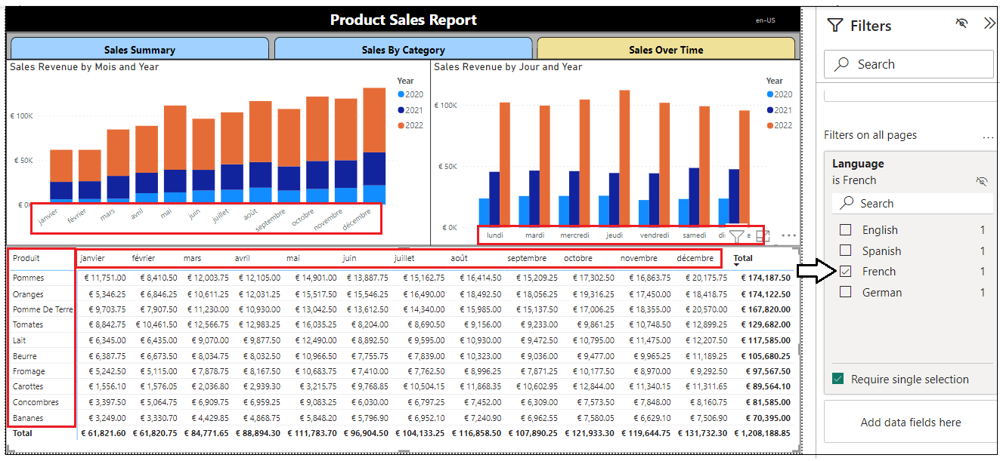 Product Sales Report
en-US
Sales Summary
Sales By Category
Sales Over Time
Sales Revenue by Mois and Year
Year
2020
2021
2022
€ 100K
€ 50K
€ 0K
janvier février mars avril mai juin juillet août septembre octobre novembre décembre
Sales Revenue by Jour and Year
Year
2020
2021
2022
€ 100K
€ 50K
€ 0K
lundi mardi mercredi jeudi vendredi samedi di e
Produit janvier février mars avril mai juin juillet août septembre octobre novembre décembre Total
Pommes € 11,751.00 € 8,410.50 € 12,003.75 € 12,105.00 € 14,901.00 € 13,887.75 € 15,162.75 € 16,414.50 € 15,209.25 € 17,302.50 € 16,863.75 € 20,175.75 € 174,187.50
Oranges € 5,346.25 € 6,846.25 € 10,611.25 € 12,031.25 € 15,517.50 € 15,546.25 € 16,490.00 € 18,492.50 € 18,056.25 € 19,316.25 € 17,450.00 € 18,418.75 € 174,122.50
Pomme De Terre € 9,703.75 € 7,907.50 € 11,230.00 € 10,930.00 € 13,042.50 € 13,612.50 € 14,340.00 € 15,985.00 € 15,137.50 € 17,006.25 € 18,355.00 € 20,570.00 € 167,820.00
Tomates € 8,842.75 € 10,461.50 € 12,566.75 € 12,983.25 € 16,035.25 € 8,204.00 € 8,690.50 € 9,156.00 € 9,233.00 € 9,861.25 € 10,748.50 € 12,899.25 € 129,682.00
Lait € 6,345.00 € 6,435.00 € 9,070.00 € 9,877.50 € 12,490.00 € 8,892.50 € 9,595.00 € 10,930.00 € 9,472.50 € 10,795.00 € 11,475.00 € 12,207.50 € 117,585.00
Beurre € 6,387.75 € 6,673.50 € 8,034.75 € 8,032.50 € 10,966.50 € 7,755.75 € 7,839.00 € 10,323.00 € 9,036.00 € 9,477.00 € 9,965.25 € 11,189.25 € 105,680.25
Fromage € 5,242.50 € 5,115.00 € 7,878.75 € 8,167.50 € 10,683.75 € 7,410.00 € 7,762.50 € 8,996.25 € 7,871.25 € 10,177.50 € 8,970.00 € 9,292.50 € 97,567.50
Carottes € 1,556.10 € 1,576.05 € 2,036.80 € 2,939.30 € 3,215.75 € 9,768.85 € 10,504.15 € 11,868.35 € 10,602.95 € 12,844.00 € 11,340.15 € 11,311.65 € 89,564.10
Concombres € 3,397.50 € 5,064.75 € 6,909.75 € 6,959.25 € 9,083.25 € 6,030.00 € 6,797.25 € 7,452.00 € 6,309.00 € 7,573.50 € 7,848.00 € 8,160.75 € 81,585.00
Bananes € 3,249.00 € 3,330.70 € 4,429.85 € 4,868.75 € 5,848.20 € 5,796.90 € 6,952.10 € 7,240.90 € 6,962.55 € 7,580.05 € 6,629.10 € 7,506.90 € 70,395.00
Total € 61,821.60 € 61,820.75 € 84,771.65 € 88,894.30 € 111,783.70 € 96,904.50 € 104,133.25 € 116,858.50 € 107,890.25 € 121,933.30 € 119,644.75 € 131,732.30 € 1,208,188.85
Filters
Search
Filters on all pages
Language
is French
Search
English 1
Spanish 1
French 1
German 1
Require single selection
Add data fields here